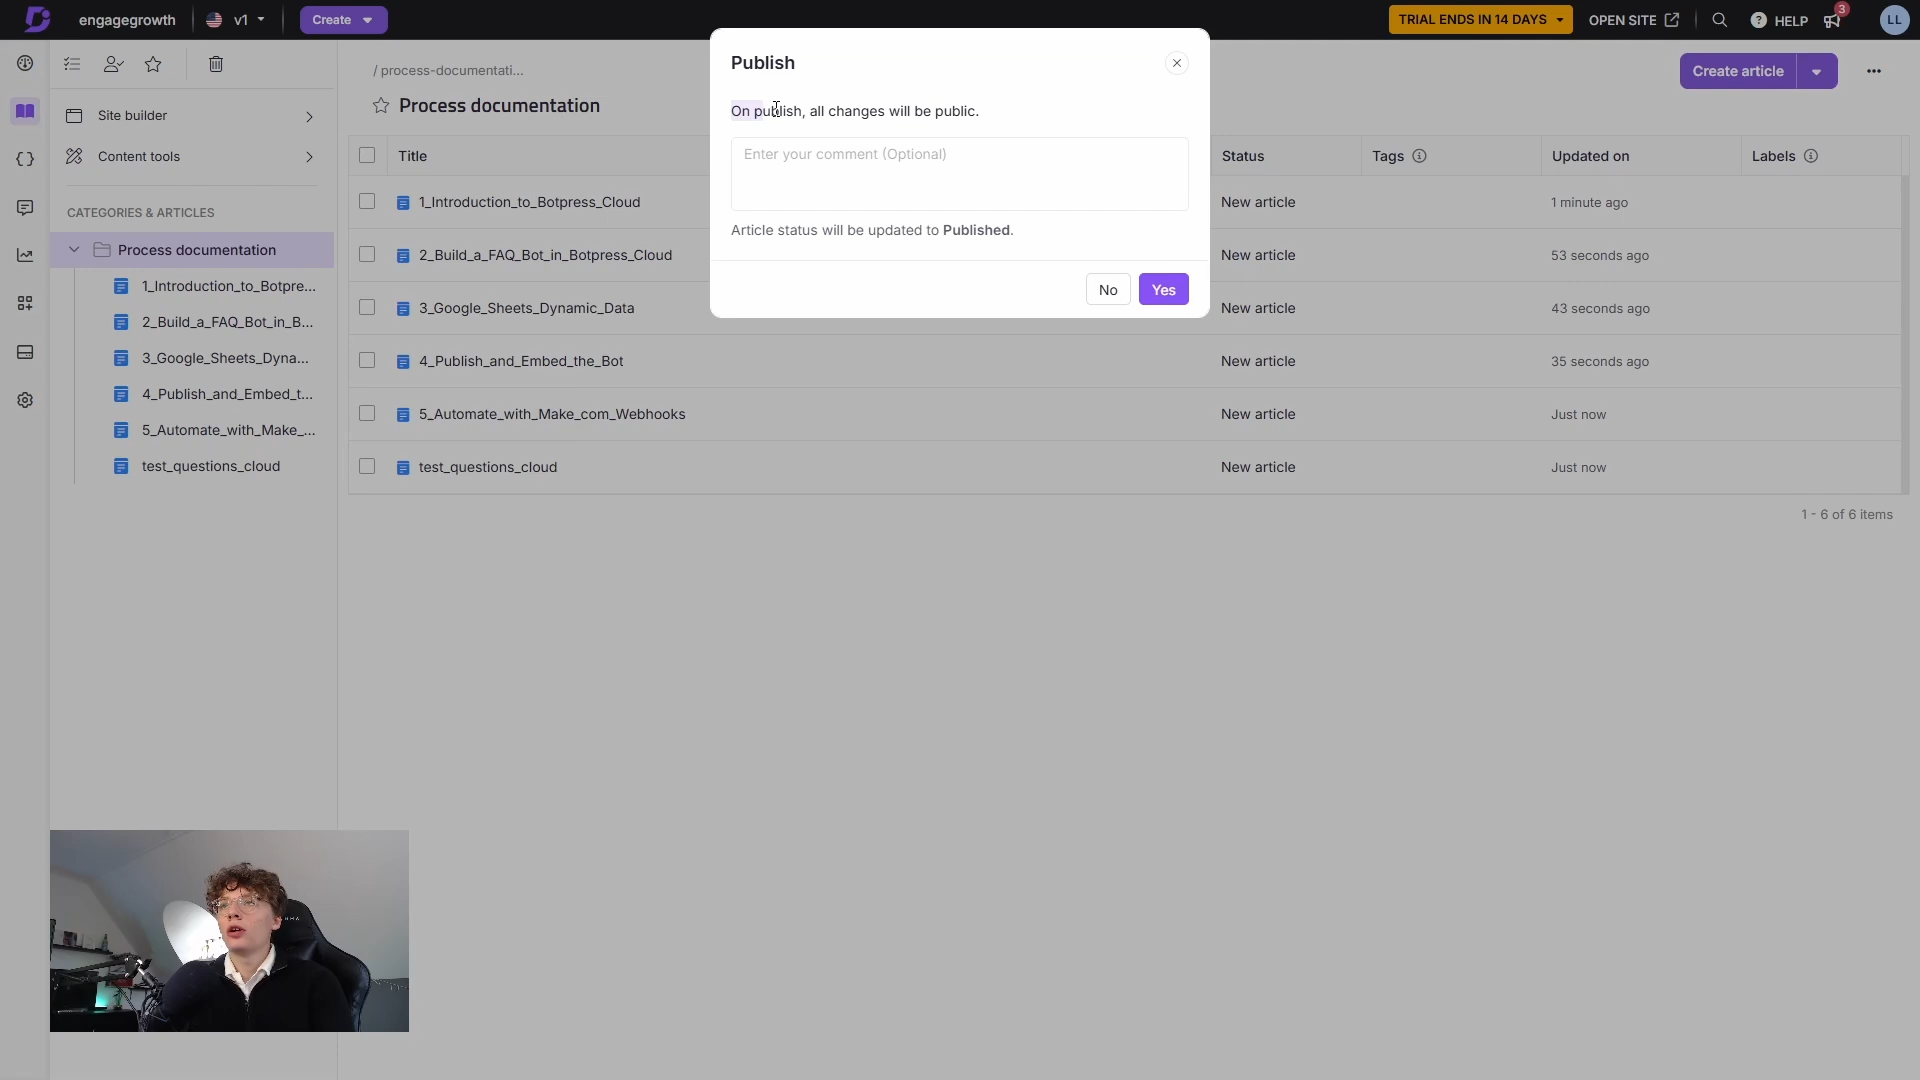 engagegrowth
v1
Create
TRIAL ENDS IN 14 DAYS
OPEN SITE
HELP
3
LL
Site builder
Content tools
CATEGORIES & ARTICLES
Process documentation
1_Introduction_to_Botpre...
2_Build_a_FAQ_Bot_in_B...
3_Google_Sheets_Dyna...
4_Publish_and_Embed_t...
5_Automate_with_Make_...
test_questions_cloud
/ process-documentati...
Process documentation
Create article
Title
Status
Tags
Updated on
Labels
1_Introduction_to_Botpress_Cloud
New article
1 minute ago
2_Build_a_FAQ_Bot_in_Botpress_Cloud
New article
53 seconds ago
3_Google_Sheets_Dynamic_Data
New article
43 seconds ago
4_Publish_and_Embed_the_Bot
New article
35 seconds ago
5_Automate_with_Make_com_Webhooks
New article
Just now
test_questions_cloud
New article
Just now
1 - 6 of 6 items
Publish
On publish, all changes will be public.
Enter your comment (Optional)
Article status will be updated to Published.
No
Yes